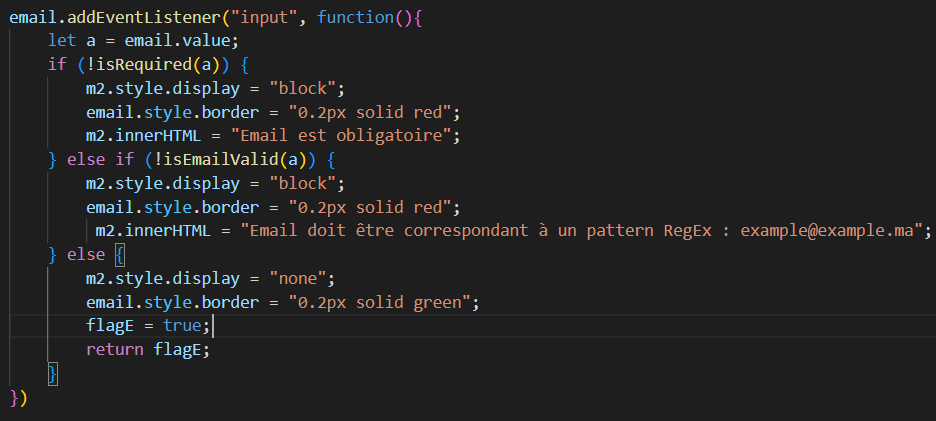 email.addEventListener("input", function(){
    let a = email.value;
    if (!isRequired(a)) {
        m2.style.display = "block";
        email.style.border = "0.2px solid red";
        m2.innerHTML = "Email est obligatoire";
    } else if (!isEmailValid(a)) {
        m2.style.display = "block";
        email.style.border = "0.2px solid red";
         m2.innerHTML = "Email doit être correspondant à un pattern RegEx : example@example.ma";
    } else {
        m2.style.display = "none";
        email.style.border = "0.2px solid green";
        flagE = true;
        return flagE;
    }
})